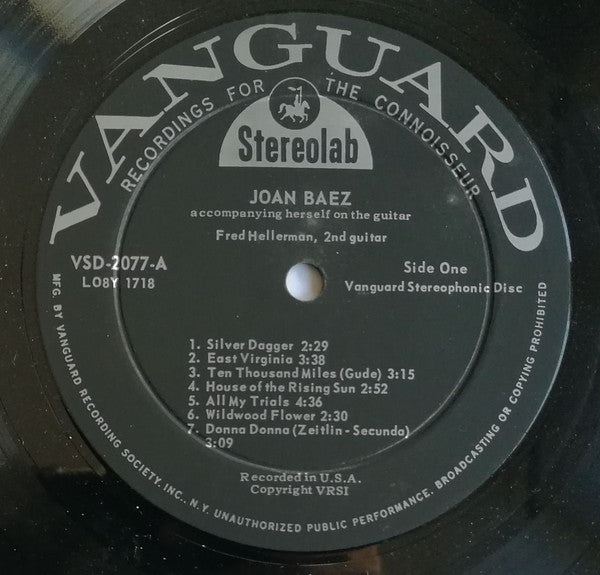 VANGUARD
RECORDINGS FOR THE CONNOISSEUR
Stereolab
JOAN BAEZ
accompanying herself on the guitar
Fred Hellerman, 2nd guitar
VSD-2077-A
LO8Y 1718
Side One
Vanguard Stereophonic Disc
1. Silver Dagger 2:29
2. East Virginia 3:38
3. Ten Thousand Miles (Gude) 3:15
4. House of the Rising Sun 2:52
5. All My Trials 4:36
6. Wildwood Flower 2:30
7. Donna Donna (Zeitlin - Secunda)
3:09
Recorded in U.S.A.
Copyright VRSI
MFG. BY VANGUARD RECORDING SOCIETY, INC., N.Y. UNAUTHORIZED PUBLIC PERFORMANCE, BROADCASTING OR COPYING PROHIBITED